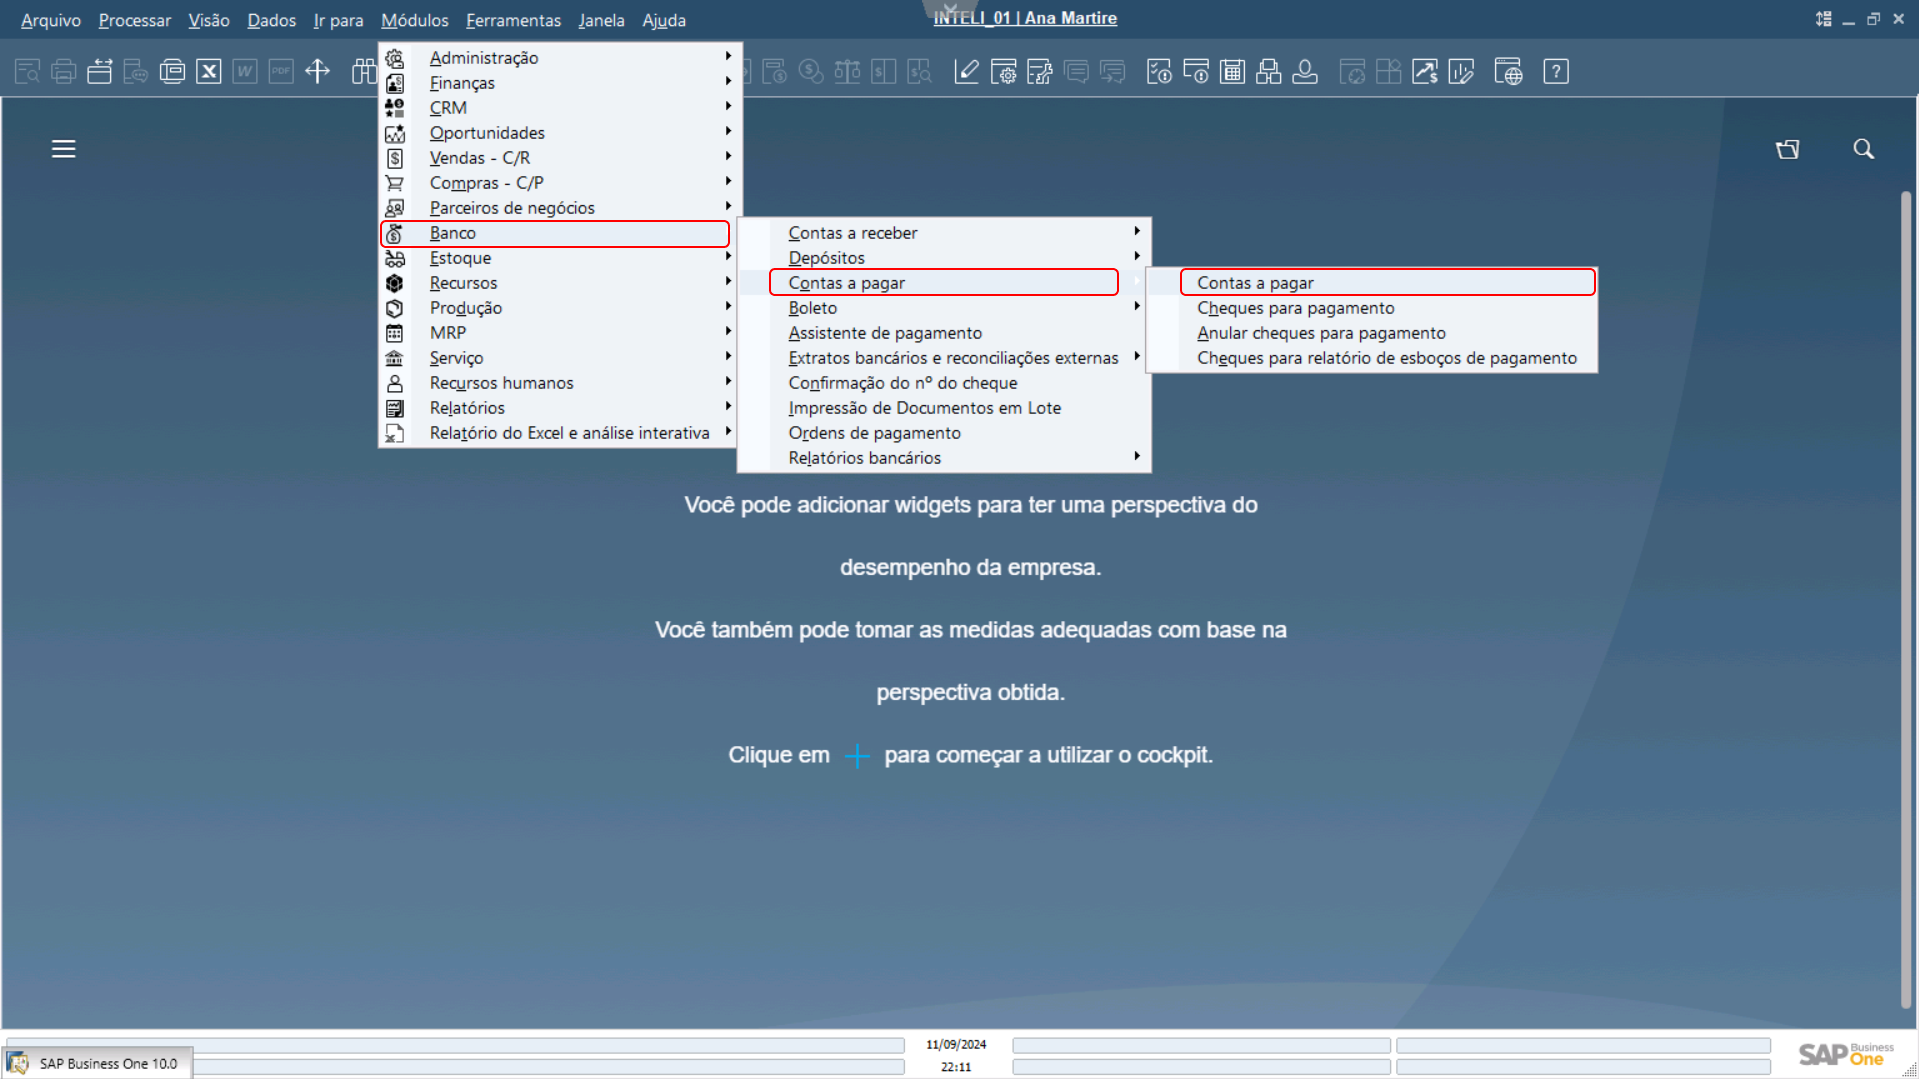 Arquivo Processar Visão Dados Ir para Módulos Ferramentas Janela Ajuda
INTELI_01 | Ana Martire
Administração
Finanças
CRM
Oportunidades
Vendas - C/R
Compras - C/P
Parceiros de negócios
Banco
Estoque
Recursos
Produção
MRP
Serviço
Recursos humanos
Relatórios
Relatório do Excel e análise interativa
Contas a receber
Depósitos
Contas a pagar
Boleto
Assistente de pagamento
Extratos bancários e reconciliações externas
Confirmação do nº do cheque
Impressão de Documentos em Lote
Ordens de pagamento
Relatórios bancários
Contas a pagar
Cheques para pagamento
Anular cheques para pagamento
Cheques para relatório de esboços de pagamento
Você pode adicionar widgets para ter uma perspectiva do
desempenho da empresa.
Você também pode tomar as medidas adequadas com base na
perspectiva obtida.
Clique em + para começar a utilizar o cockpit.
11/09/2024
22:11
SAP Business One 10.0
SAP Business One